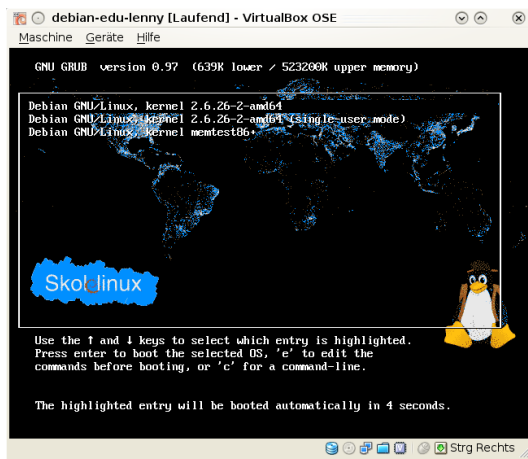 debian-edu-lenny [Laufend] - VirtualBox OSE
Maschine Geräte Hilfe
GNU GRUB version 0.97 (639K lower / 523200K upper memory)
Debian GNU/Linux, kernel 2.6.26-2-amd64
Debian GNU/Linux, kernel 2.6.26-2-amd64 (single-user mode)
Debian GNU/Linux, kernel memtest86+
Skolelinux
Use the ↑ and ↓ keys to select which entry is highlighted.
Press enter to boot the selected OS, 'e' to edit the
commands before booting, or 'c' for a command-line.
The highlighted entry will be booted automatically in 4 seconds.
Strg Rechts